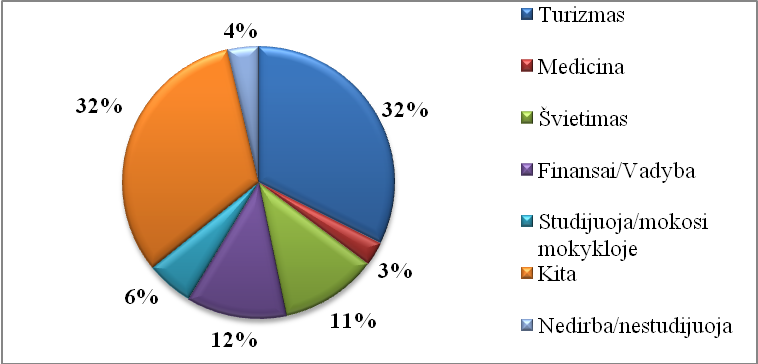 4%
32%
32%
3%
11%
12%
6%
Turizmas
Medicina
Švietimas
Finansai/Vadyba
Studijuoja/mokosi
mokykloje
Kita
Nedirba/nestudijuoja